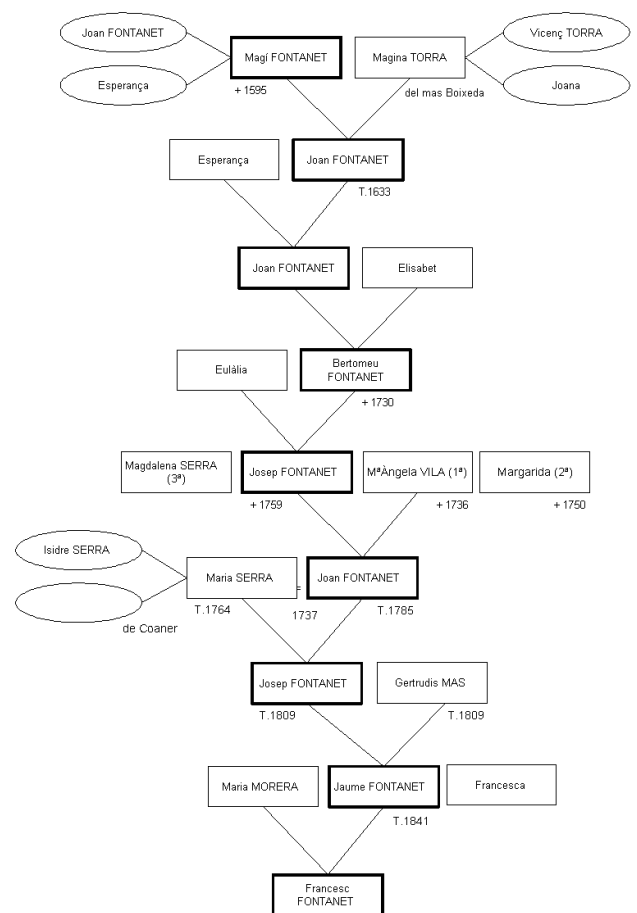 Joan FONTANET
Vicenç TORRA
Magí FONTANET
Magina TORRA
Esperança
Joana
+ 1595
del mas Boixeda
Esperança
Joan FONTANET
T.1633
Joan FONTANET
Elisabet
Eulàlia
Bertomeu
FONTANET
+ 1730
Magdalena SERRA
(3ª)
Josep FONTANET
MªÀngela VILA (1ª)
Margarida (2ª)
+ 1759
+ 1736
+ 1750
Isidre SERRA
Maria SERRA
=
Joan FONTANET
T.1764
1737
T.1785
de Coaner
Josep FONTANET
Gertrudis MAS
T.1809
T.1809
Maria MORERA
Jaume FONTANET
Francesca
T.1841
Francesc
FONTANET